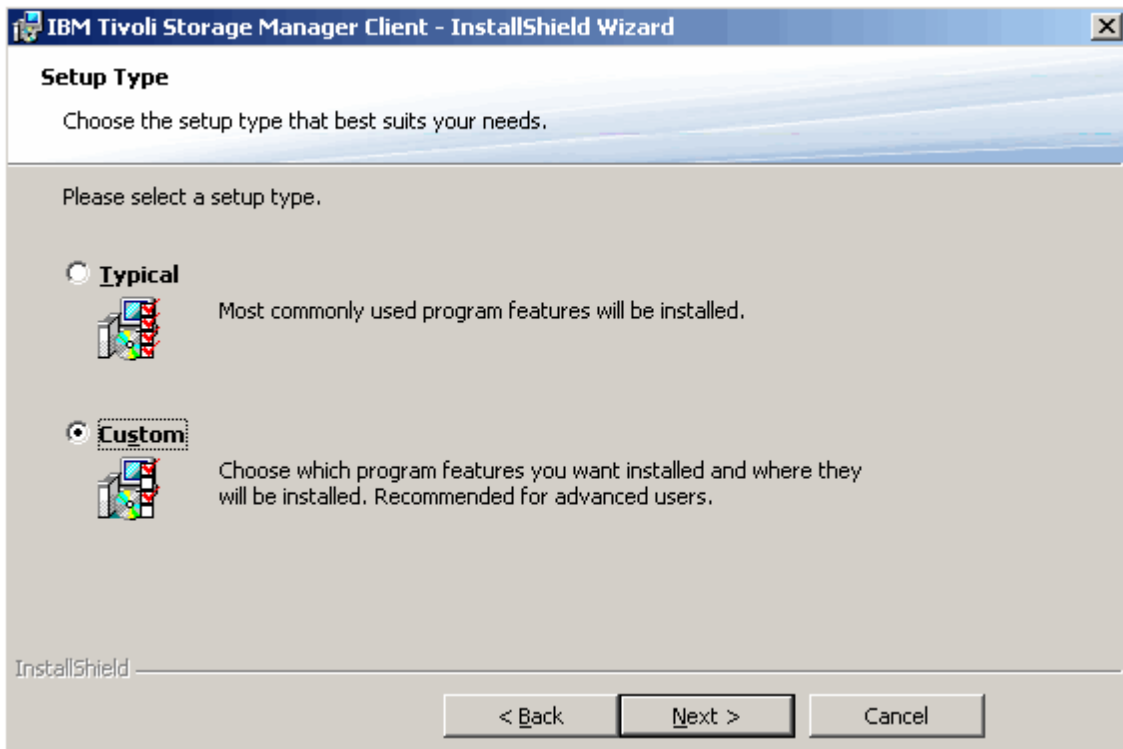 IBM Tivoli Storage Manager Client - InstallShield Wizard
Setup Type
Choose the setup type that best suits your needs.
Please select a setup type.
Typical
Most commonly used program features will be installed.
Custom
Choose which program features you want installed and where they
will be installed. Recommended for advanced users.
InstallShield
< Back
Next >
Cancel